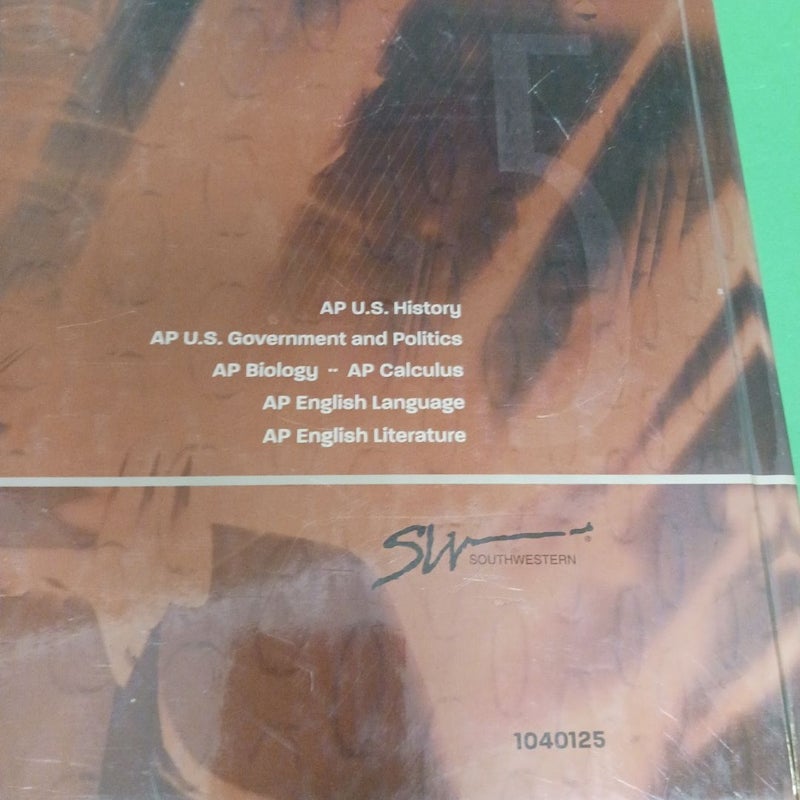 5
AP U.S. History
AP U.S. Government and Politics
AP Biology -- AP Calculus
AP English Language
AP English Literature
SW
SOUTHWESTERN®
1040125